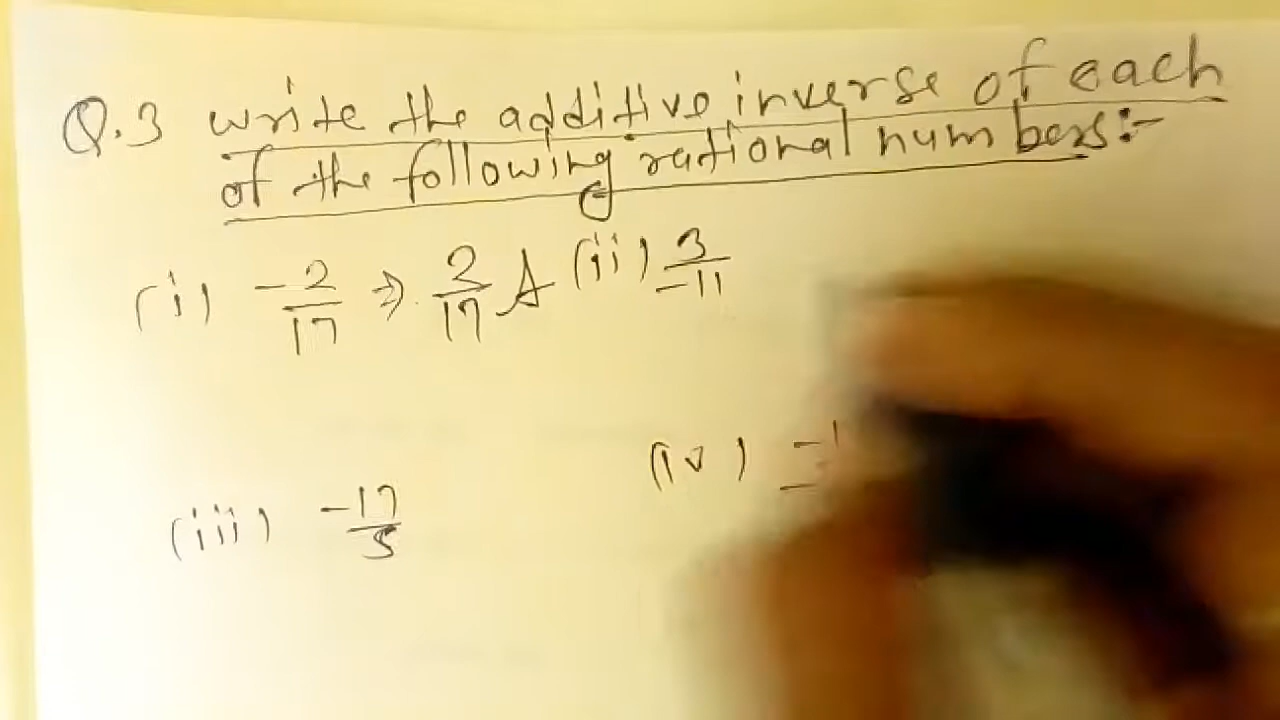 Q.3 write the additive inverse of each
of the following rational numbers:-
(i) -2/17 ⇒ 2/17 A (ii) 3/-11
(iii) -17/5 (iv)